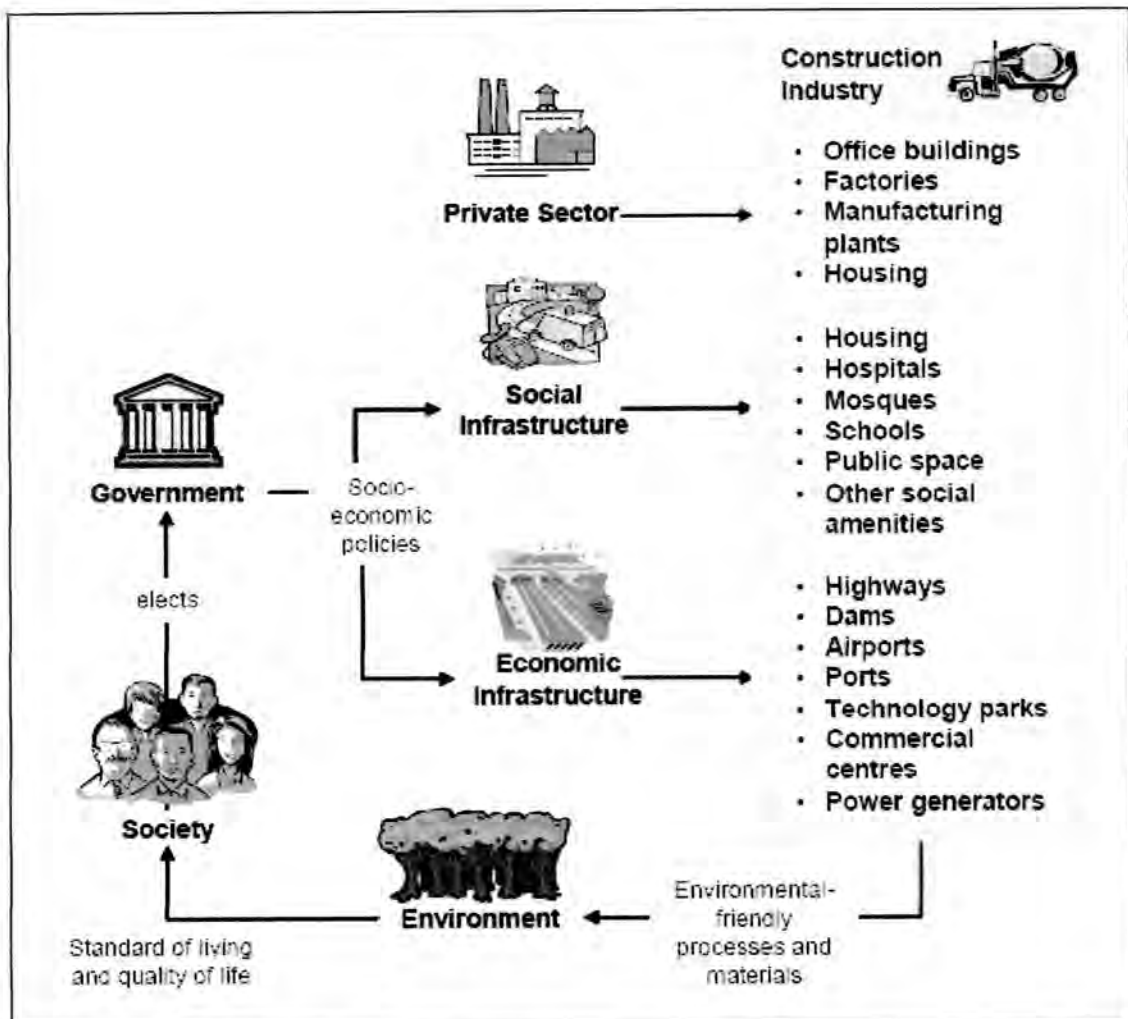 Construction
Industry
Private Sector
• Office buildings
• Factories
• Manufacturing
plants
• Housing
Social
Infrastructure
• Housing
• Hospitals
• Mosques
• Schools
• Public space
• Other social
amenities
Government
Socio-
economic
policies
Economic
Infrastructure
• Highways
• Dams
• Airports
• Ports
• Technology parks
• Commercial
centres
• Power generators
elects
Society
Environment
Environmental-
friendly
processes and
materials
Standard of living
and quality of life